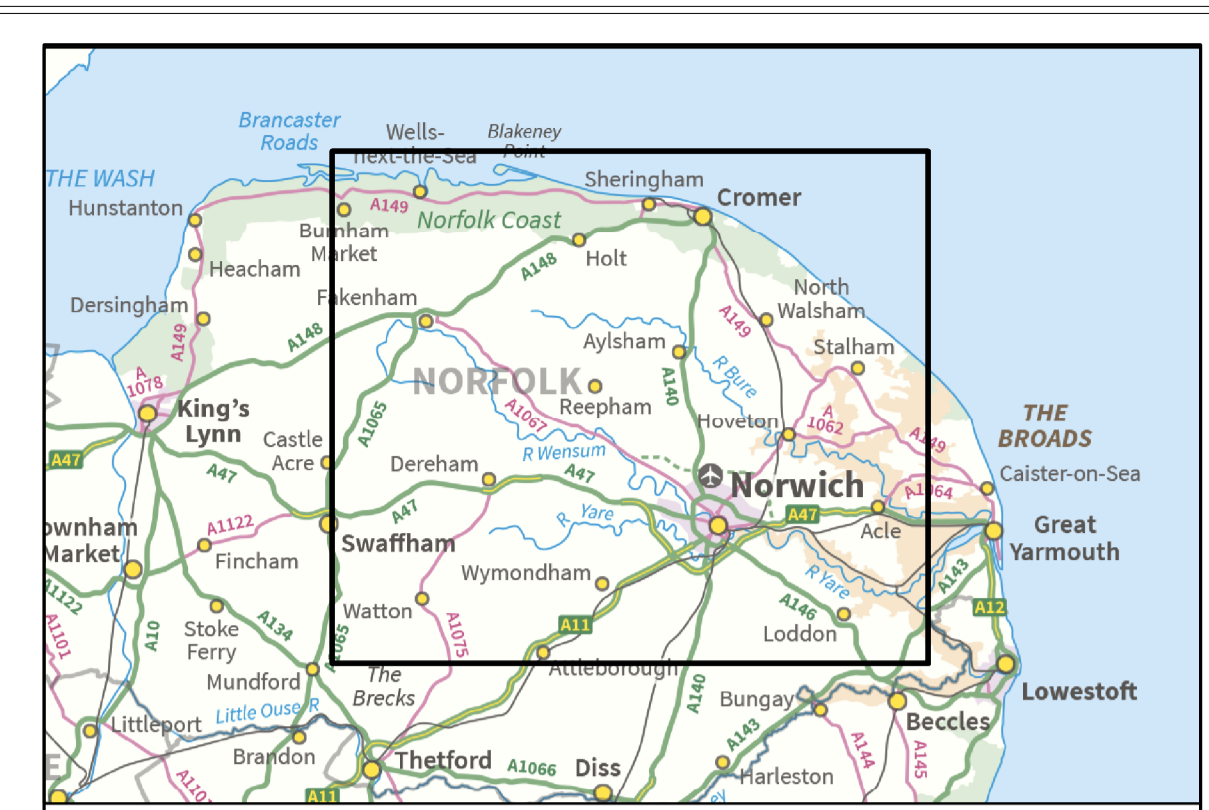 Brancaster
Roads
Wells-
next-the-Sea
Blakeney
Point
THE WASH
Hunstanton
A149
Norfolk Coast
Sheringham
Cromer
Burnham
Market
Heacham
A148
Holt
Dersingham
Fakenham
North
Walsham
A149
A148
A149
Aylsham
Stalham
A
1078
NORFOLK
R Bure
A140
King's
Lynn
A1065
A1067
Reepham
Hoveton
A
1062
A149
THE
BROADS
Castle
Acre
A47
A47
Dereham
R Wensum
A47
Norwich
A1064
Caister-on-Sea
A47
R Yare
A47
Acle
Great
Yarmouth
ownham
Market
A1122
Swaffham
Fincham
Wymondham
R Yare
A143
A1122
Watton
A146
A12
Stoke
Ferry
A134
A10
A1101
A1065
A1075
A11
Loddon
Mundford
The
Brecks
Attleborough
A140
Bungay
Lowestoft
Littleport
Little Ouse R
Beccles
Brandon
A143
A144
A145
E
Thetford
A1066
Diss
Harleston
A1101
A11
ey